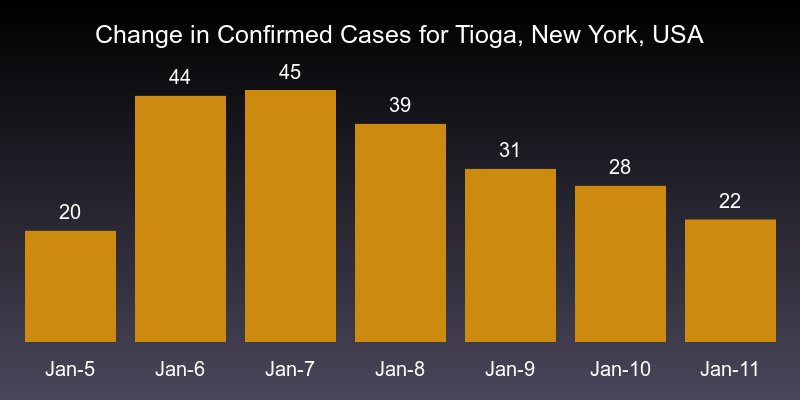 Change in Confirmed Cases for Tioga, New York, USA
20
44
45
39
31
28
22
Jan-5
Jan-6
Jan-7
Jan-8
Jan-9
Jan-10
Jan-11